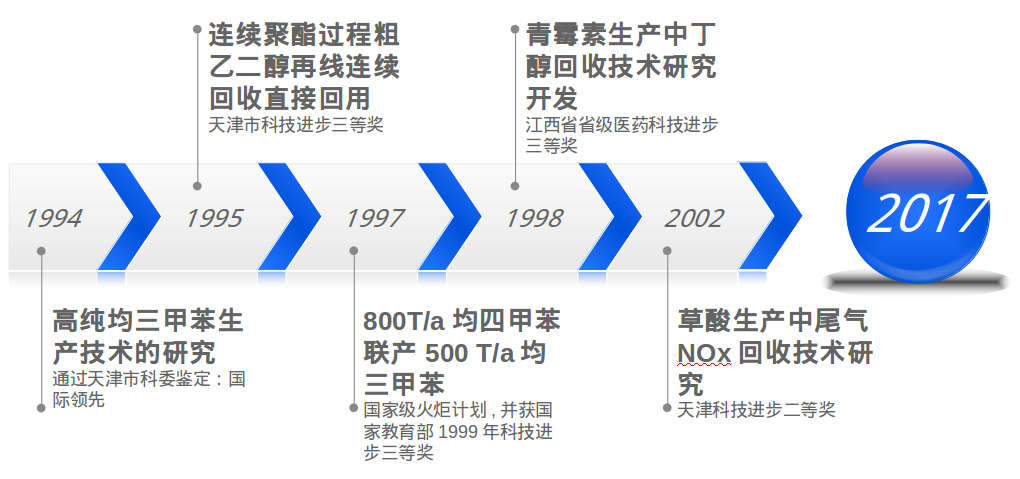 连续聚酯过程粗
乙二醇再线连续
回收直接回用
天津市科技进步三等奖
青霉素生产中丁
醇回收技术研究
开发
江西省省级医药科技进步
三等奖
1994
1995
1997
1998
2002
2017
高纯均三甲苯生
产技术的研究
通过天津市科委鉴定：国
际领先
800T/a 均四甲苯
联产 500 T/a 均
三甲苯
国家级火炬计划 , 并获国
家教育部 1999 年科技进
步三等奖
草酸生产中尾气
NOx 回收技术研
究
天津科技进步二等奖